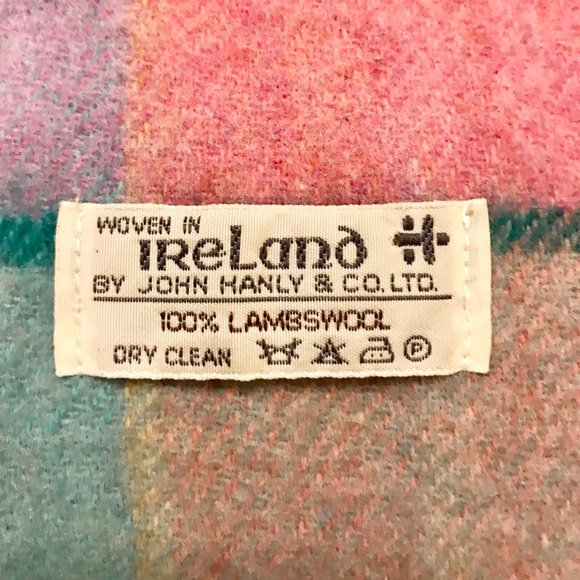 WOVEN IN
IReLand
BY JOHN HANLY & CO. LTD.
100% LAMBSWOOL
DRY CLEAN P